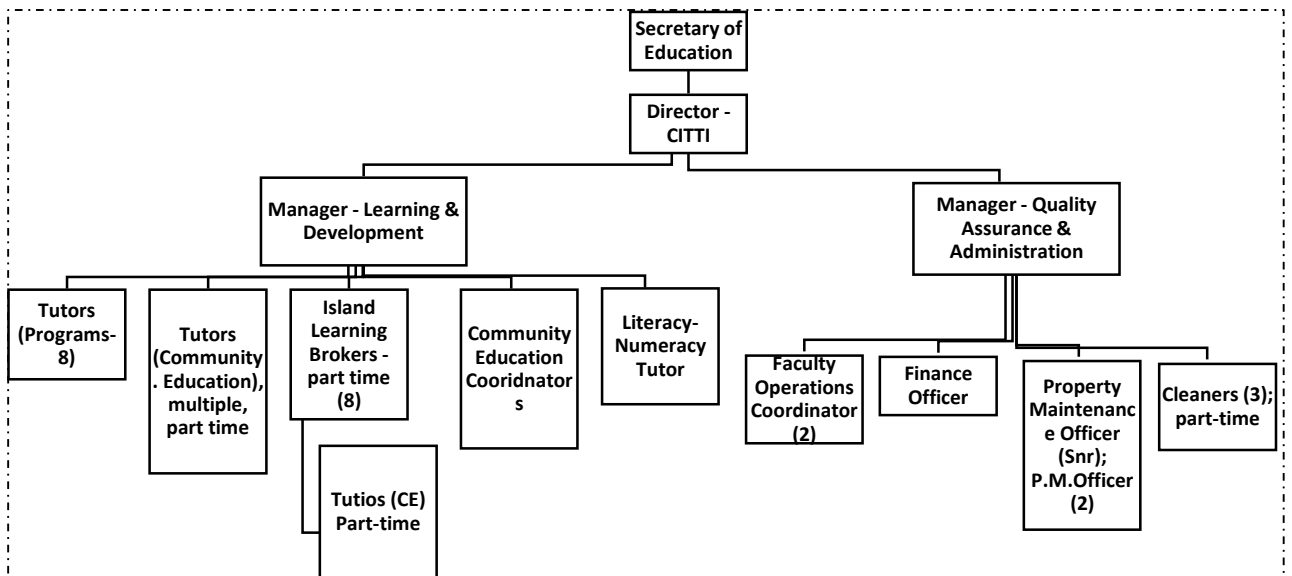 Secretary of
Education
Director -
CITTI
Manager - Learning &
Development
Manager - Quality
Assurance &
Administration
Tutors
(Programs-
8)
Tutors
(Community
. Education),
multiple,
part time
Island
Learning
Brokers -
part time
(8)
Community
Education
Cooridnator
s
Literacy-
Numeracy
Tutor
Tutios (CE)
Part-time
Faculty
Operations
Coordinator
(2)
Finance
Officer
Property
Maintenanc
e Officer
(Snr);
P.M.Officer
(2)
Cleaners (3);
part-time